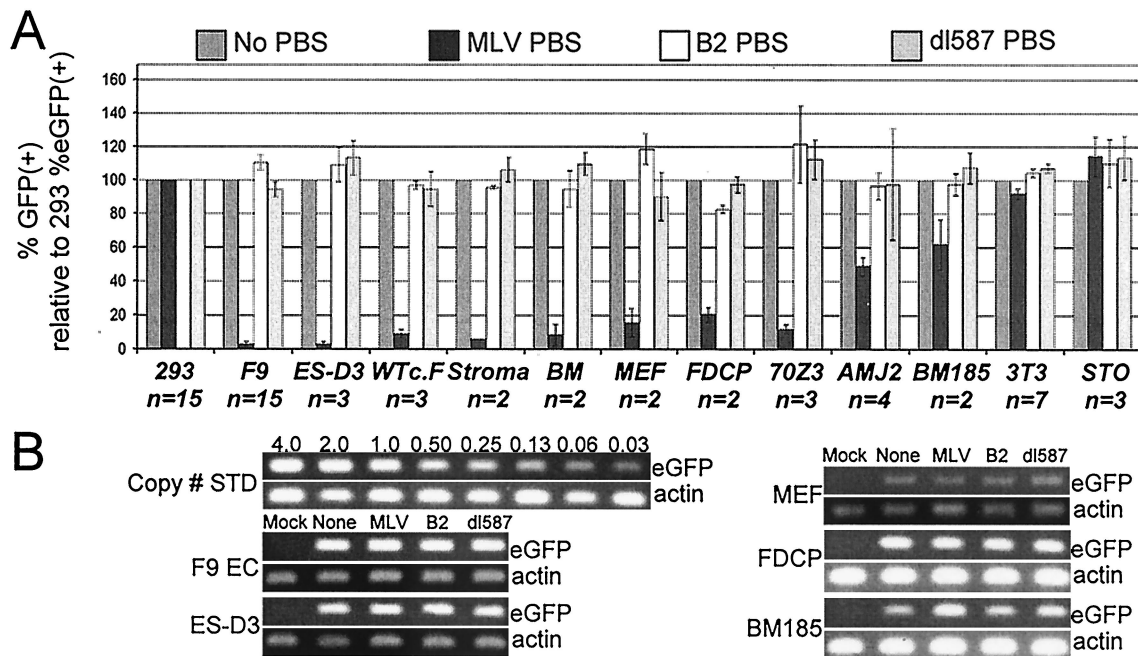 A
No PBS MLV PBS B2 PBS dl587 PBS
% GFP(+)
relative to 293 %eGFP(+)
160
140
120
100
80
60
40
20
0
293 F9 ES-D3 WTc.F Stroma BM MEF FDCP 70Z3 AMJ2 BM185 3T3 STO
n=15 n=15 n=3 n=3 n=2 n=2 n=2 n=2 n=3 n=4 n=2 n=7 n=3
B
4.0 2.0 1.0 0.50 0.25 0.13 0.06 0.03
Copy # STD
eGFP
actin
Mock None MLV B2 dl587
F9 EC
eGFP
actin
ES-D3
eGFP
actin
Mock None MLV B2 dl587
MEF
eGFP
actin
FDCP
eGFP
actin
BM185
eGFP
actin